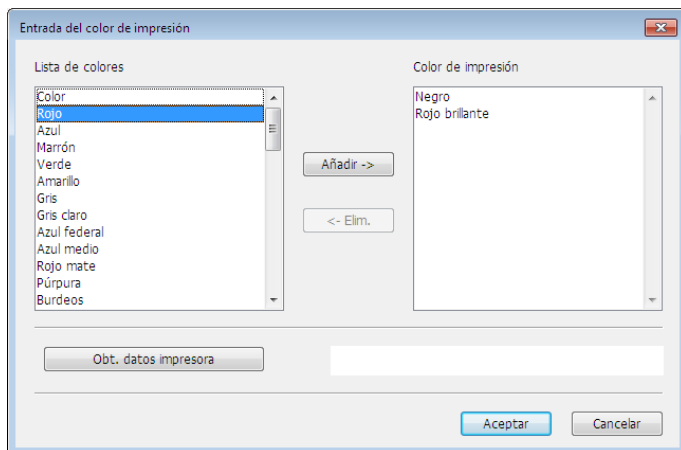 Entrada del color de impresión
Lista de colores
Color
Rojo
Azul
Marrón
Verde
Amarillo
Gris
Gris claro
Azul federal
Azul medio
Rojo mate
Púrpura
Burdeos
Añadir ->
<- Elim.
Color de impresión
Negro
Rojo brillante
Obt. datos impresora
Aceptar
Cancelar